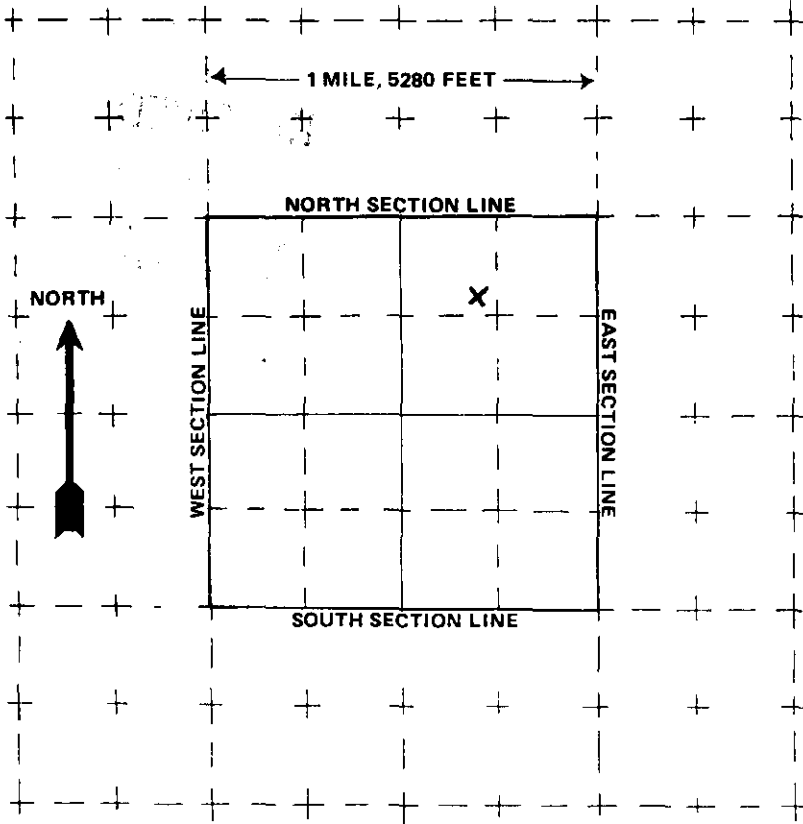 1 MILE, 5280 FEET
NORTH SECTION LINE
X
NORTH
WEST SECTION LINE
EAST SECTION LINE
SOUTH SECTION LINE